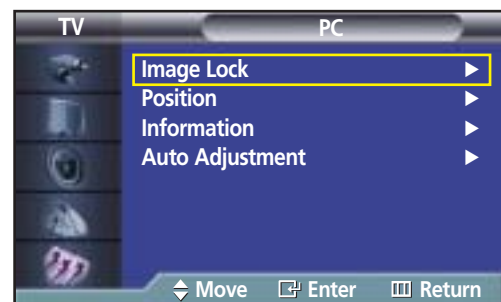 TV PC
Image Lock
Position
Information
Auto Adjustment
Move Enter Return